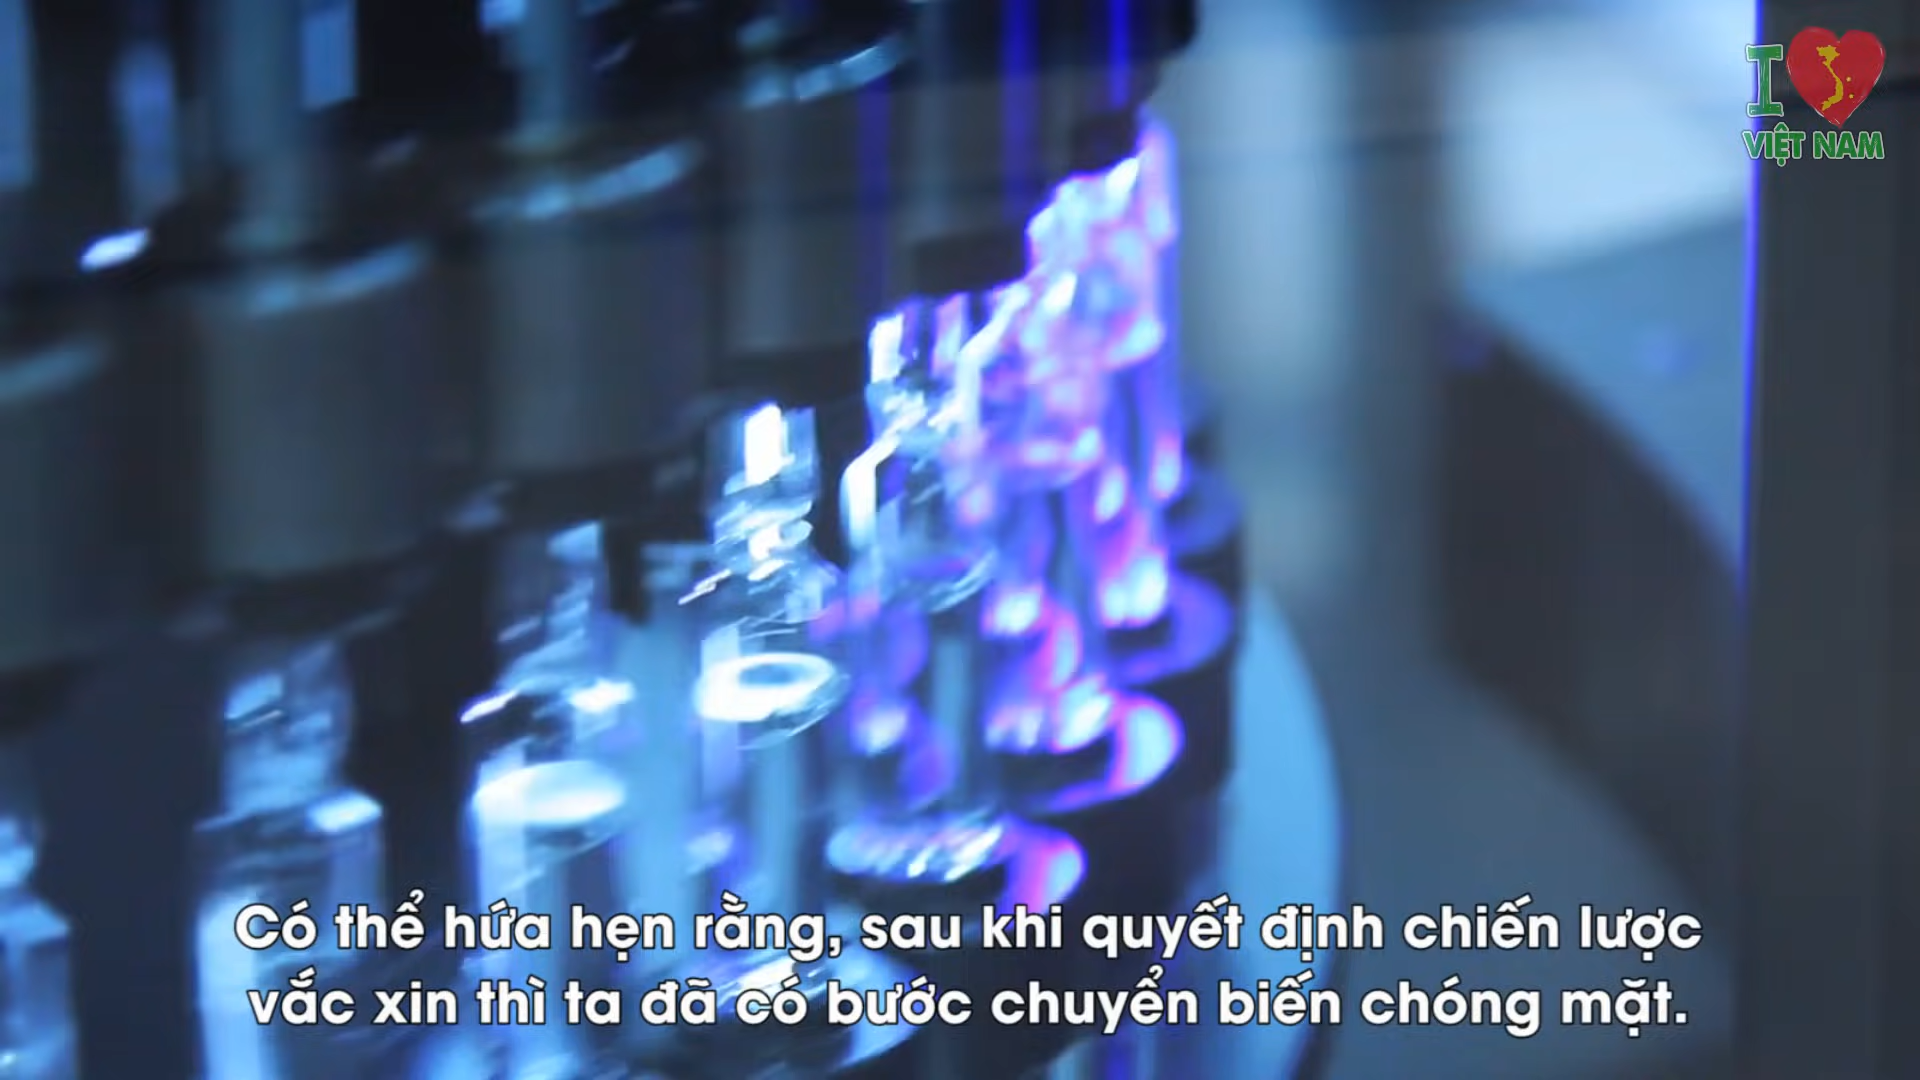 I
VIỆT NAM
Có thể hứa hẹn rằng, sau khi quyết định chiến lược
vắc xin thì ta đã có bước chuyển biến chóng mặt.